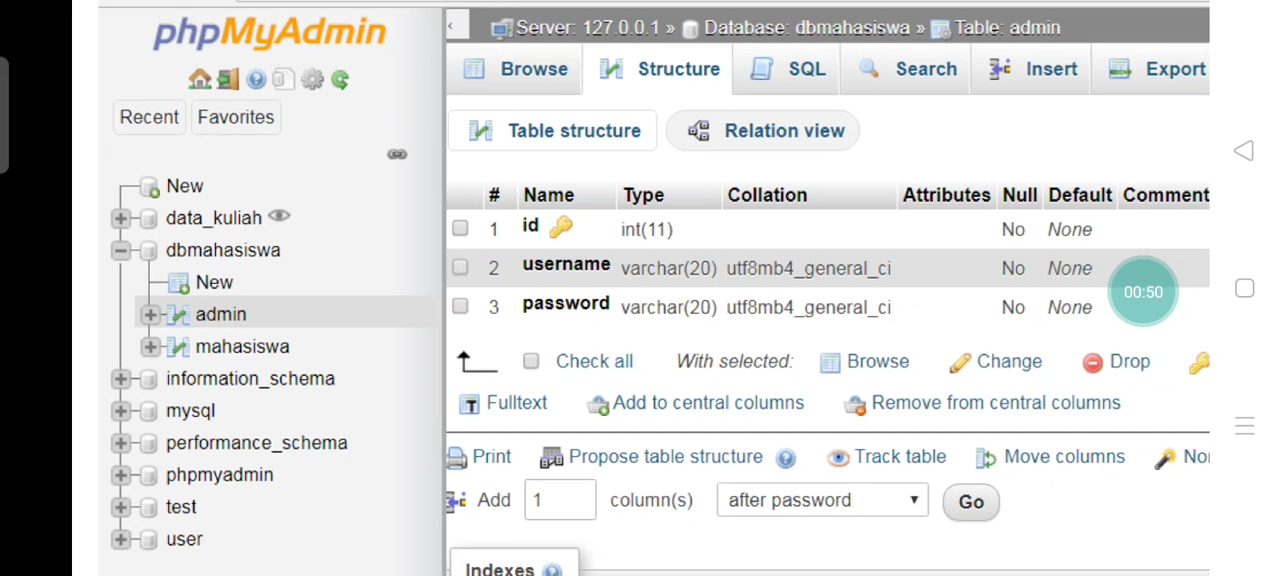 phpMyAdmin
Recent Favorites
New
data_kuliah
dbmahasiswa
New
admin
mahasiswa
information_schema
mysql
performance_schema
phpmyadmin
test
user
Server: 127.0.0.1 » Database: dbmahasiswa » Table: admin
Browse Structure SQL Search Insert Export
Table structure Relation view
# Name Type Collation Attributes Null Default Comment
1 id int(11) No None
2 username varchar(20) utf8mb4_general_ci No None
3 password varchar(20) utf8mb4_general_ci No None
00:50
Check all With selected: Browse Change Drop
Fulltext Add to central columns Remove from central columns
Print Propose table structure Track table Move columns No
Add 1 column(s) after password Go
Indexes